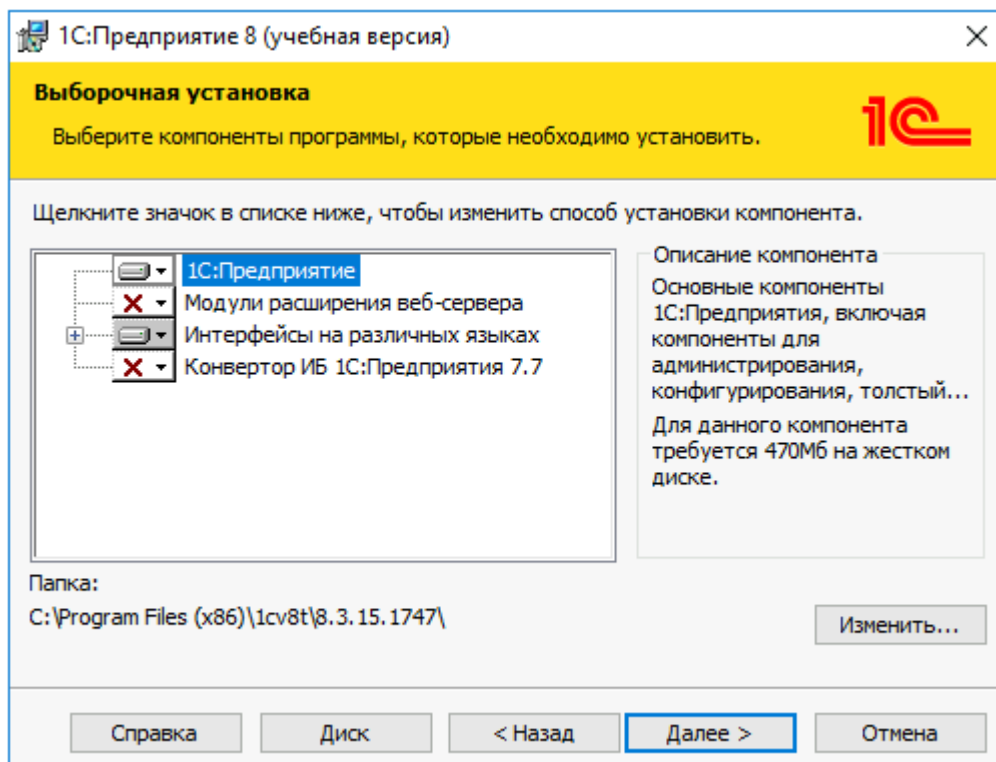 1С:Предприятие 8 (учебная версия)
Выборочная установка
Выберите компоненты программы, которые необходимо установить.
1С
Щелкните значок в списке ниже, чтобы изменить способ установки компонента.
1С:Предприятие
Модули расширения веб-сервера
Интерфейсы на различных языках
Конвертор ИБ 1С:Предприятия 7.7
Описание компонента
Основные компоненты
1С:Предприятия, включая
компоненты для
администрирования,
конфигурирования, толстый...
Для данного компонента
требуется 470Мб на жестком
диске.
Папка:
C:\Program Files (x86)\1cv8t\8.3.15.1747\
Изменить...
Справка
Диск
< Назад
Далее >
Отмена